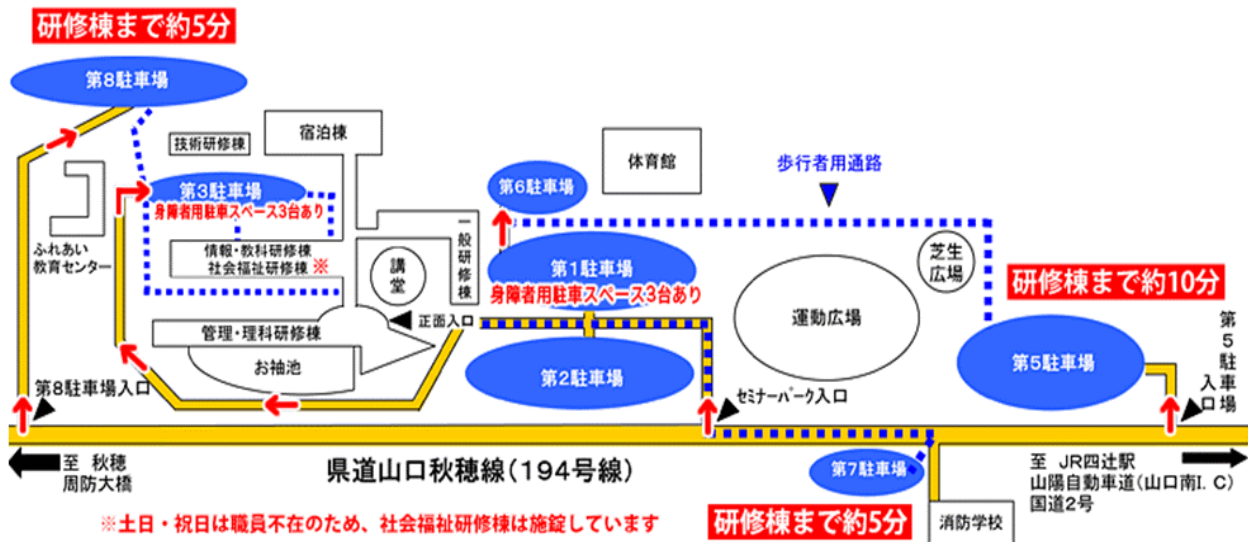 研修棟まで約5分
第8駐車場
技術研修棟
宿泊棟
体育館
歩行者用通路
第3駐車場
身障者用駐車スペース3台あり
第6駐車場
ふれあい
教育センター
情報・教科研修棟
社会福祉研修棟※
講堂
一般研修棟
第1駐車場
身障者用駐車スペース3台あり
芝生
広場
研修棟まで約10分
正面入口
管理・理科研修棟
お袖池
運動広場
第2駐車場
第5駐車場
第5駐車場
入口
第8駐車場入口
セミナーパーク入口
至 秋穂
周防大橋
県道山口秋穂線(194号線)
第7駐車場
至 JR四辻駅
山陽自動車道(山口南I.C)
国道2号
※土日・祝日は職員不在のため、社会福祉研修棟は施錠しています
研修棟まで約5分
消防学校